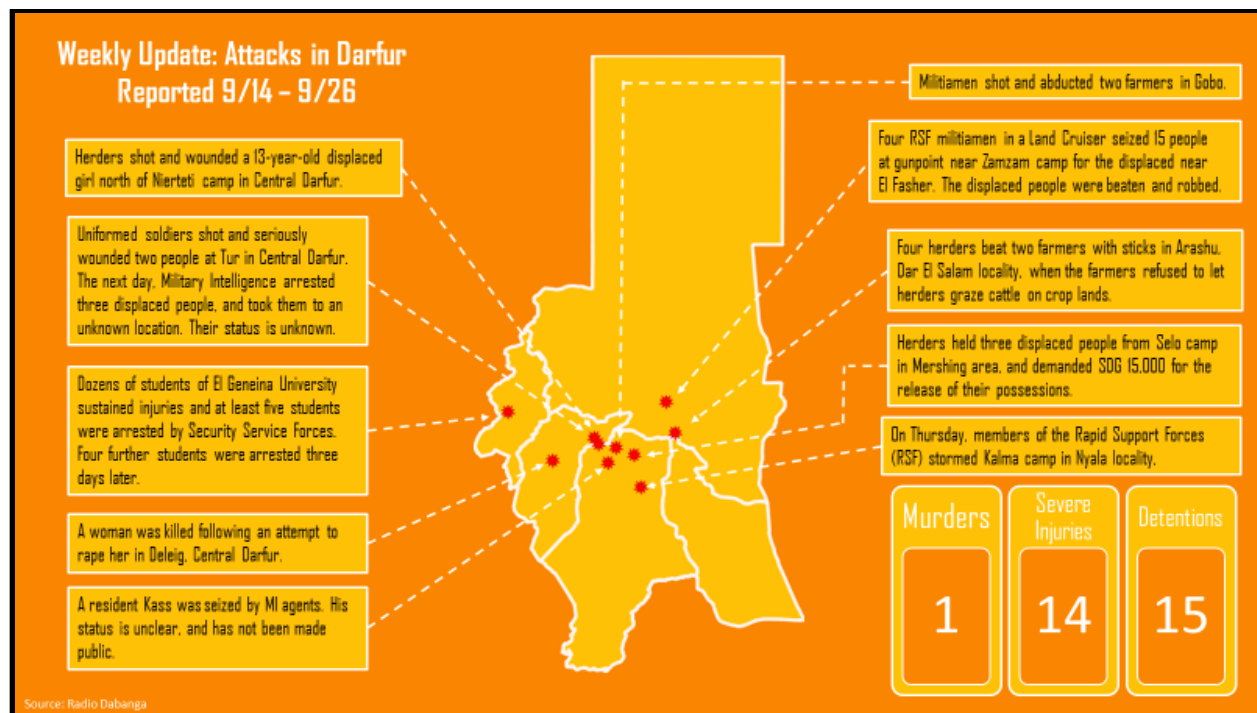 Weekly Update: Attacks in Darfur
Reported 9/14 – 9/26
Herders shot and wounded a 13-year-old displaced
girl north of Nierteti camp in Central Darfur.
Uniformed soldiers shot and seriously
wounded two people at Tur in Central Darfur.
The next day, Military Intelligence arrested
three displaced people, and took them to an
unknown location. Their status is unknown.
Dozens of students of El Geneina University
sustained injuries and at least five students
were arrested by Security Service Forces.
Four further students were arrested three
days later.
A woman was killed following an attempt to
rape her in Deleig, Central Darfur.
A resident Kass was seized by MI agents. His
status is unclear, and has not been made
public.
Militiamen shot and abducted two farmers in Gobo.
Four RSF militiamen in a Land Cruiser seized 15 people
at gunpoint near Zamzam camp for the displaced near
El Fasher. The displaced people were beaten and robbed.
Four herders beat two farmers with sticks in Arashu,
Dar El Salam locality, when the farmers refused to let
herders graze cattle on crop lands.
Herders held three displaced people from Selo camp
in Mershing area, and demanded SDG 15,000 for the
release of their possessions.
On Thursday, members of the Rapid Support Forces
(RSF) stormed Kalma camp in Nyala locality.
Murders
1
Severe
Injuries
14
Detentions
15
Source: Radio Dabanga